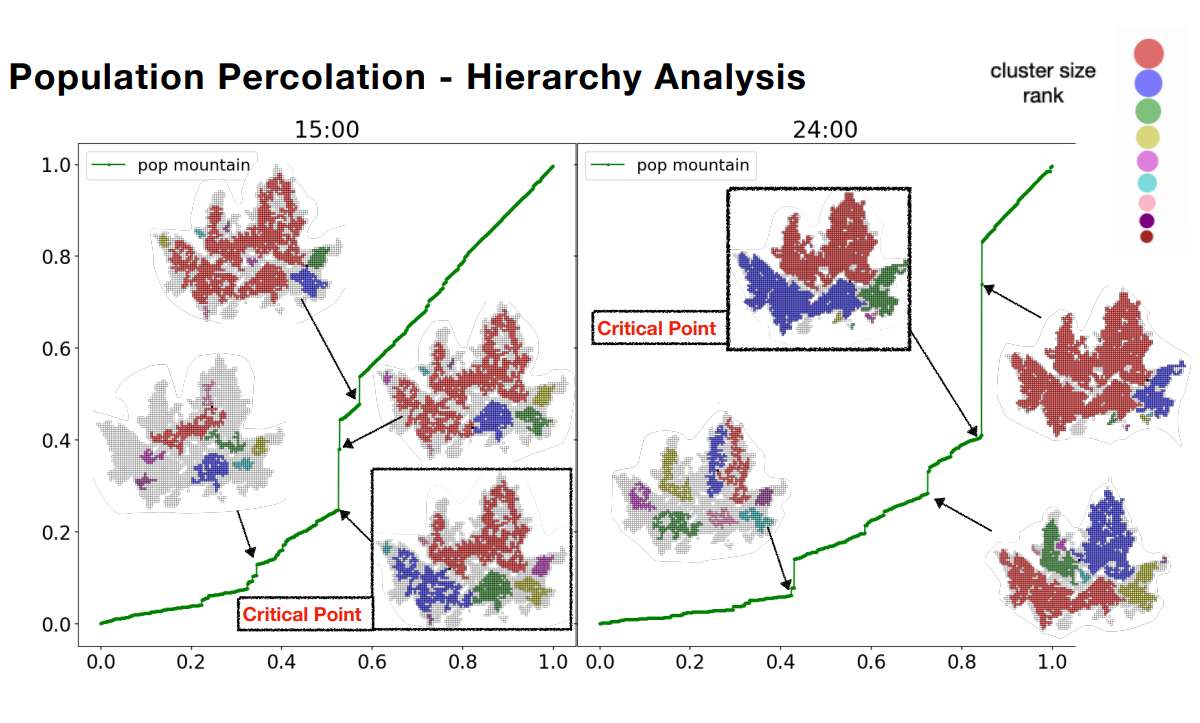 Population Percolation - Hierarchy Analysis
cluster size
rank
15:00
24:00
pop mountain
pop mountain
1.0
0.8
0.6
0.4
0.2
0.0
Critical Point
Critical Point
0.0 0.2 0.4 0.6 0.8 1.0
0.0 0.2 0.4 0.6 0.8 1.0